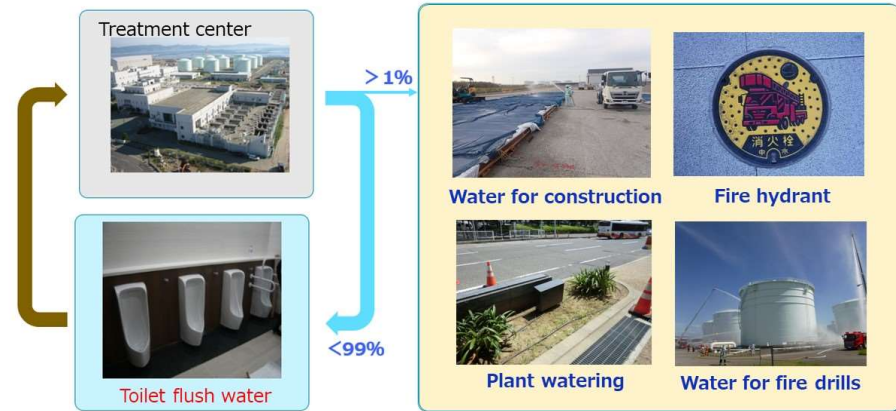 Treatment center
>1%
消火栓
Water for construction
Fire hydrant
<99%
Toilet flush water
Plant watering
Water for fire drills